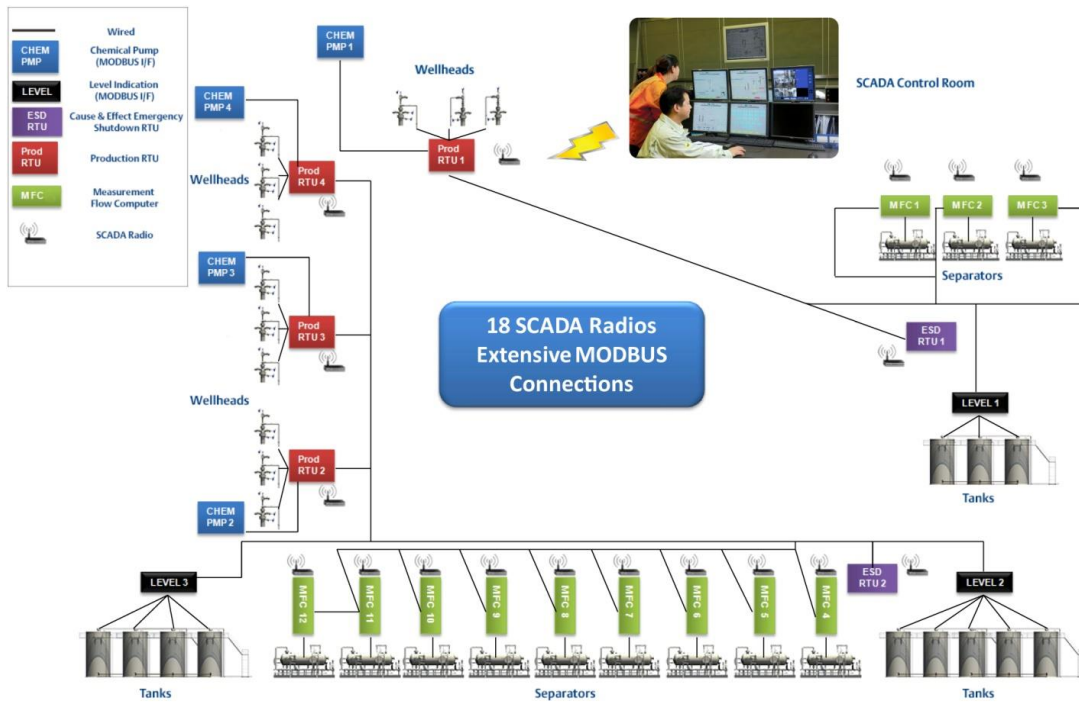 Wired
CHEM
PMP
Chemical Pump
(MODBUS I/F)
LEVEL
Level Indication
(MODBUS I/F)
ESD
RTU
Cause & Effect Emergency
Shutdown RTU
Prod
RTU
Production RTU
MFC
Measurement
Flow Computer
SCADA Radio
CHEM
PMP 1
Wellheads
Prod
RTU 1
SCADA Control Room
CHEM
PMP 4
Wellheads
Prod
RTU 4
MFC 1
MFC 2
MFC 3
Separators
CHEM
PMP 3
Prod
RTU 3
18 SCADA Radios
Extensive MODBUS
Connections
ESD
RTU 1
Wellheads
LEVEL 1
Tanks
Prod
RTU 2
CHEM
PMP 2
LEVEL 3
Tanks
MFC 12
MFC 11
MFC 10
MFC 9
MFC 8
MFC 7
MFC 6
MFC 5
MFC 4
Separators
ESD
RTU 2
LEVEL 2
Tanks